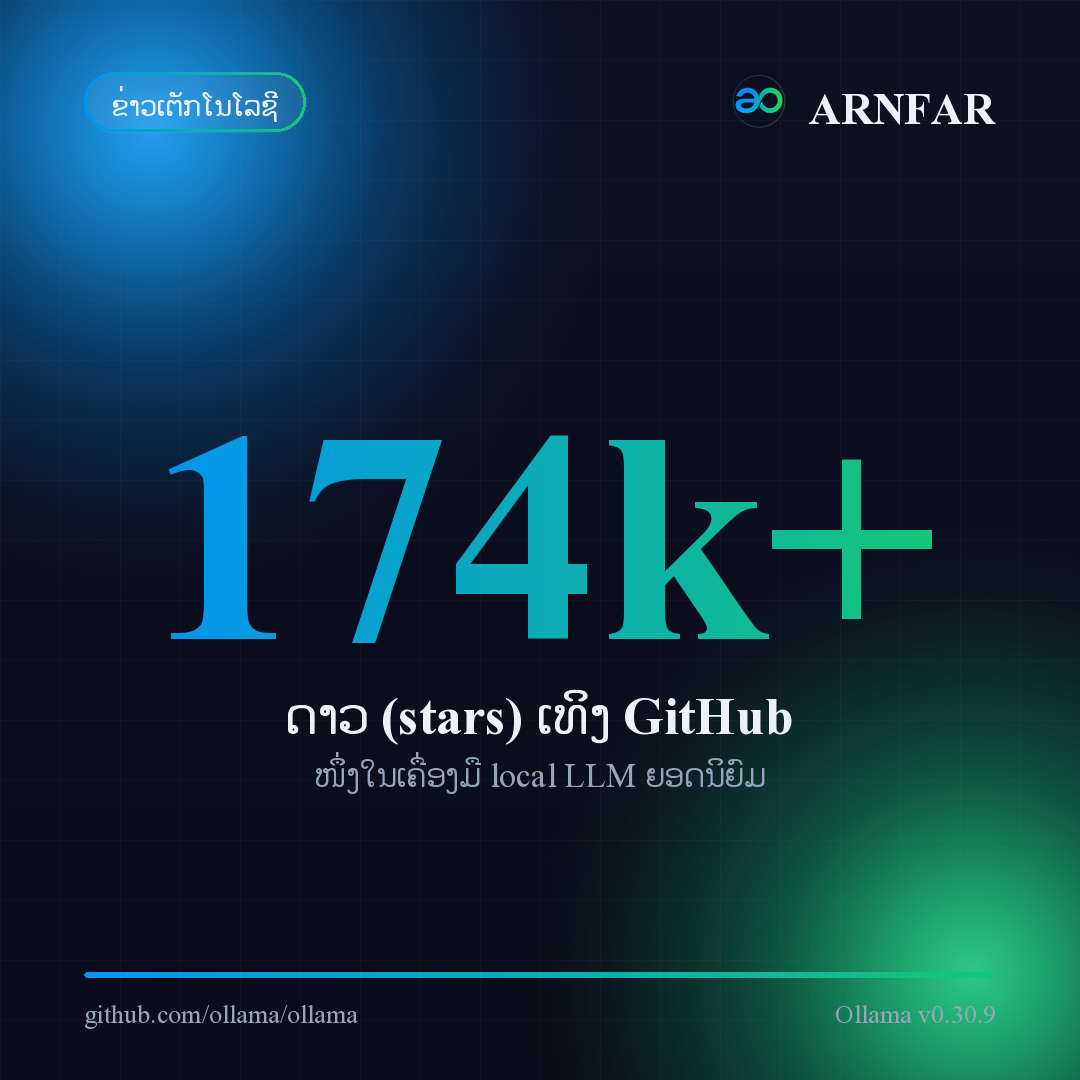 ຂ່າວເຕັກໂນໂລຊີ
ARNFAR
174k+
ດາວ (stars) ເທິງ GitHub
ໜຶ່ງໃນເຄື່ອງມື local LLM ຍອດນິຍົມ
github.com/ollama/ollama
Ollama v0.30.9